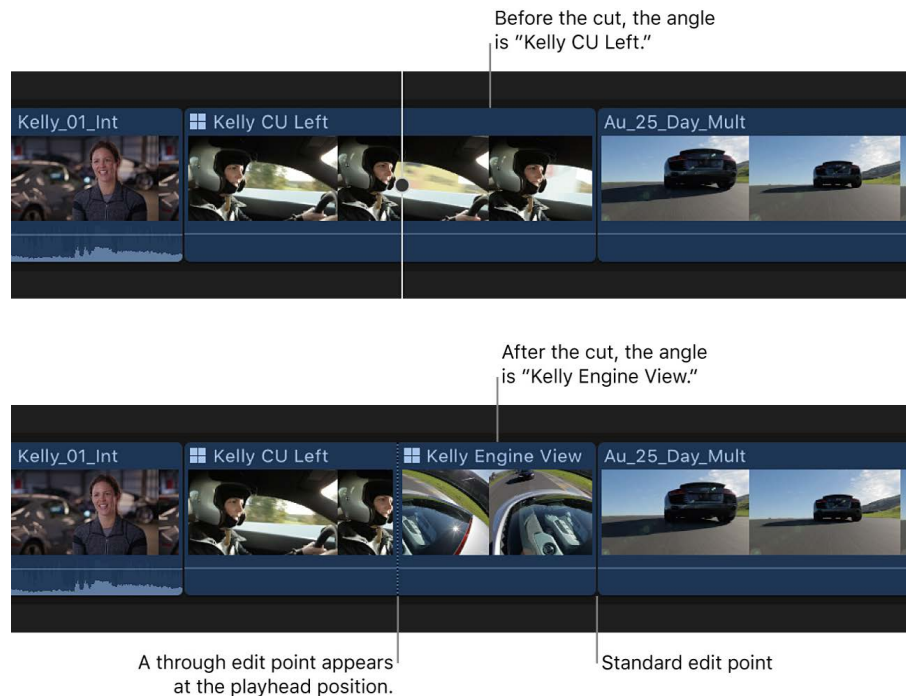 Before the cut, the angle
is "Kelly CU Left."
Kelly_01_Int
Kelly CU Left
Au_25_Day_Mult
After the cut, the angle
is "Kelly Engine View."
Kelly_01_Int
Kelly CU Left
Kelly Engine View
Au_25_Day_Mult
A through edit point appears
at the playhead position.
Standard edit point